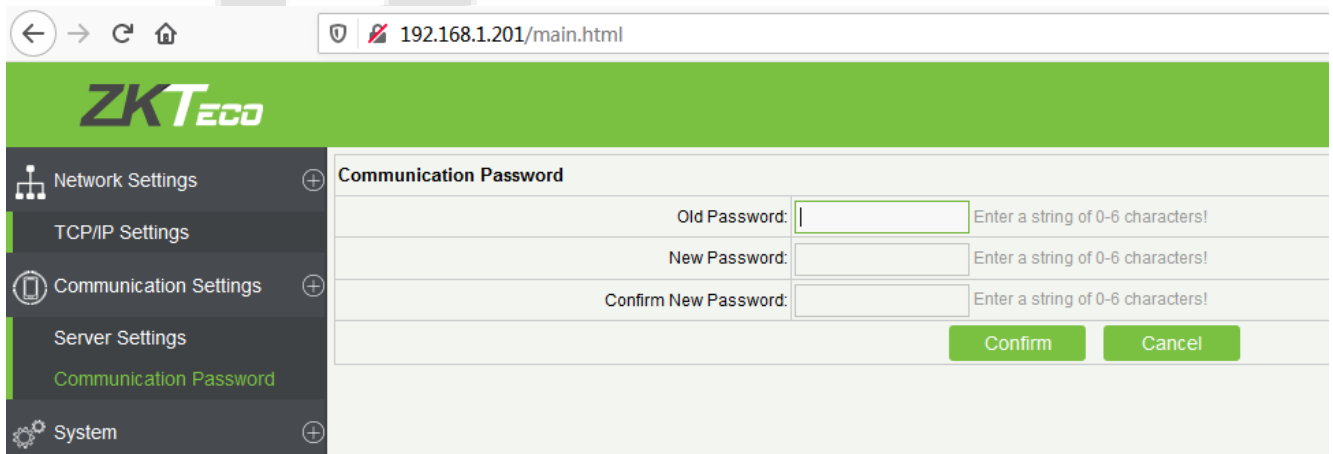 192.168.1.201/main.html
ZKTECO
Network Settings
TCP/IP Settings
Communication Settings
Server Settings
Communication Password
System
Communication Password
Old Password: Enter a string of 0-6 characters!
New Password: Enter a string of 0-6 characters!
Confirm New Password: Enter a string of 0-6 characters!
Confirm Cancel